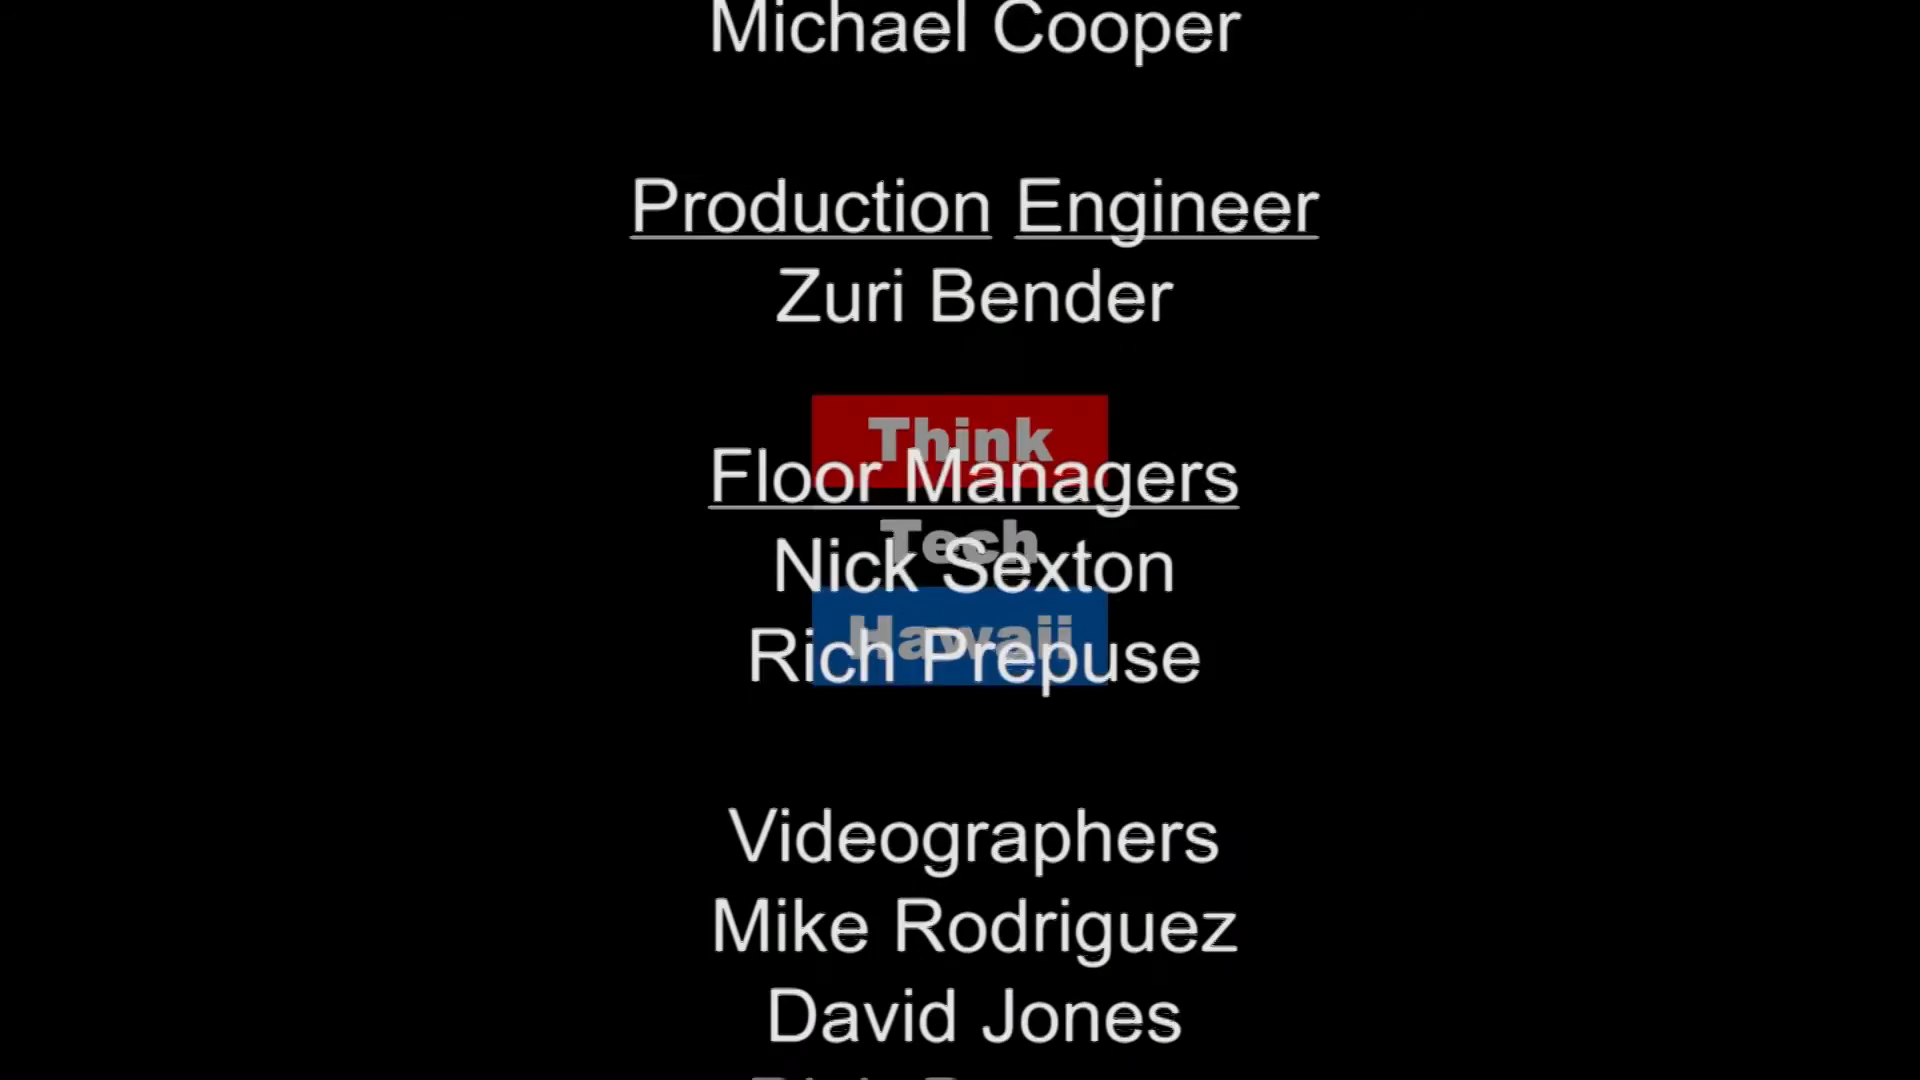 Michael Cooper
Production Engineer
Zuri Bender
Think
Floor Managers
Tech
Nick Sexton
Hawaii
Rich Prepuse
Videographers
Mike Rodriguez
David Jones